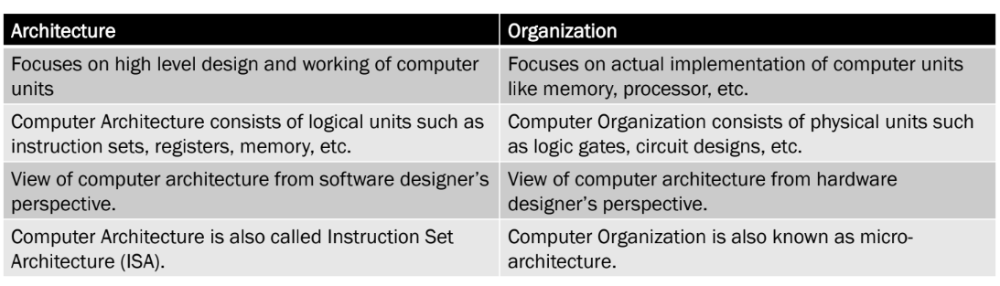 Architecture
Organization
Focuses on high level design and working of computer
units
Focuses on actual implementation of computer units
like memory, processor, etc.
Computer Architecture consists of logical units such as
instruction sets, registers, memory, etc.
Computer Organization consists of physical units such
as logic gates, circuit designs, etc.
View of computer architecture from software designer's
perspective.
View of computer architecture from hardware
designer's perspective.
Computer Architecture is also called Instruction Set
Architecture (ISA).
Computer Organization is also known as micro-
architecture.